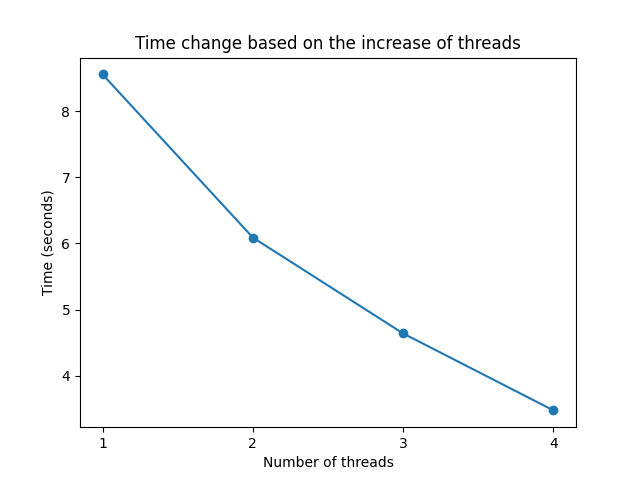 Time change based on the increase of threads
8
7
6
5
4
Time (seconds)
1 2 3 4
Number of threads